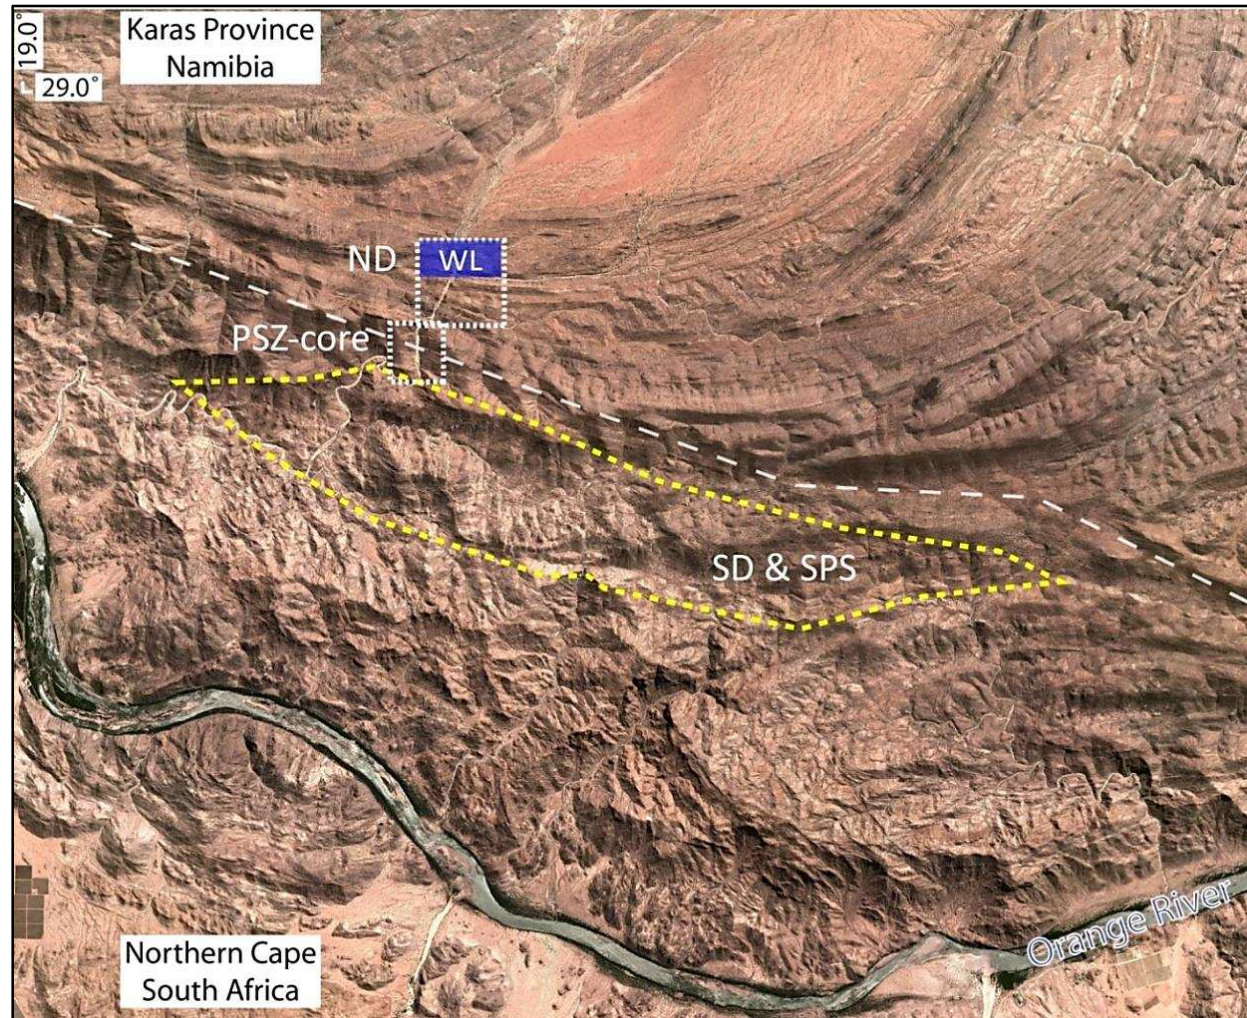 Karas Province
Namibia
19.0°
29.0°
ND
WL
PSZ-core
SD & SPS
Orange River
Northern Cape
South Africa